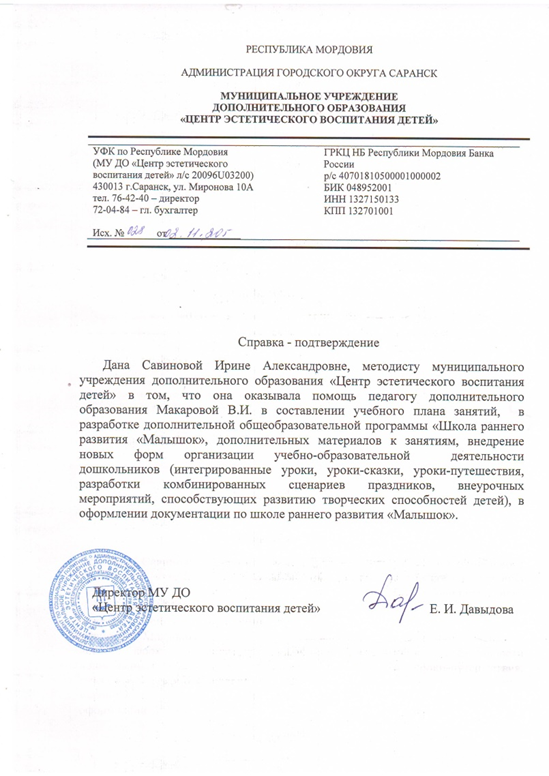 РЕСПУБЛИКА МОРДОВИЯ
АДМИНИСТРАЦИЯ ГОРОДСКОГО ОКРУГА САРАНСК
МУНИЦИПАЛЬНОЕ УЧРЕЖДЕНИЕ
ДОПОЛНИТЕЛЬНОГО ОБРАЗОВАНИЯ
«ЦЕНТР ЭСТЕТИЧЕСКОГО ВОСПИТАНИЯ ДЕТЕЙ»
УФК по Республике Мордовия
(МУ ДО «Центр эстетического
воспитания детей» л/с 20096U03200)
430013 г.Саранск, ул. Миронова 10А
тел. 76-42-40 – директор
72-04-84 – гл. бухгалтер
Исх. № 028 от 02.11.205
ГРКЦ НБ Республики Мордовия Банка
России
р/с 40701810500001000002
БИК 048952001
ИНН 1327150133
КПП 132701001
Справка - подтверждение
Дана Савиновой Ирине Александровне, методисту муниципального
учреждения дополнительного образования «Центр эстетического воспитания
детей» в том, что она оказывала помощь педагогу дополнительного
образования Макаровой В.И. в составлении учебного плана занятий, в
разработке дополнительной общеобразовательной программы «Школа раннего
развития «Малышок», дополнительных материалов к занятиям, внедрение
новых форм организации учебно-образовательной деятельности
дошкольников (интегрированные уроки, уроки-сказки, уроки-путешествия,
разработки комбинированных сценариев праздников, внеурочных
мероприятий, способствующих развитию творческих способностей детей), в
оформлении документации по школе раннего развития «Малышок».
Директор МУ ДО
«Центр эстетического воспитания детей»
Е. И. Давыдова